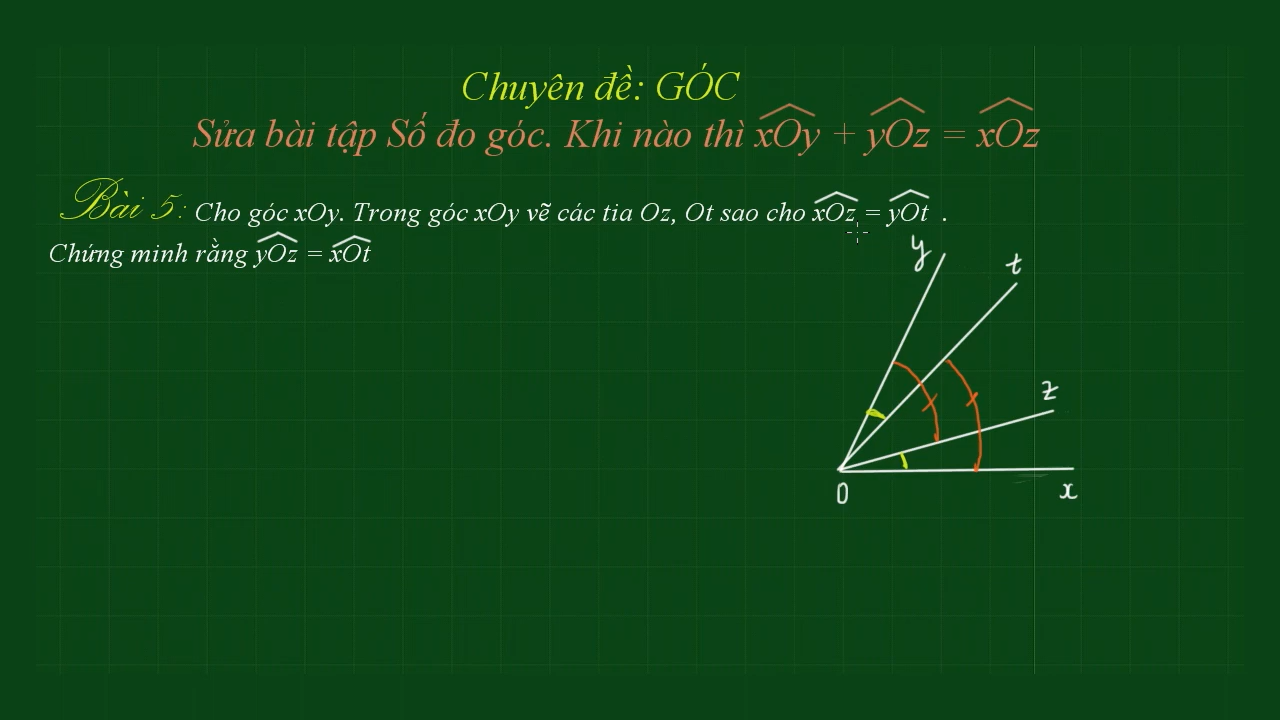 Chuyên đề: GÓC
Sửa bài tập Số đo góc. Khi nào thì xOy + yOz = xOz
Bài 5: Cho góc xOy. Trong góc xOy vẽ các tia Oz, Ot sao cho xOz = yOt .
Chứng minh rằng yOz = xOt
y
t
z
O
x